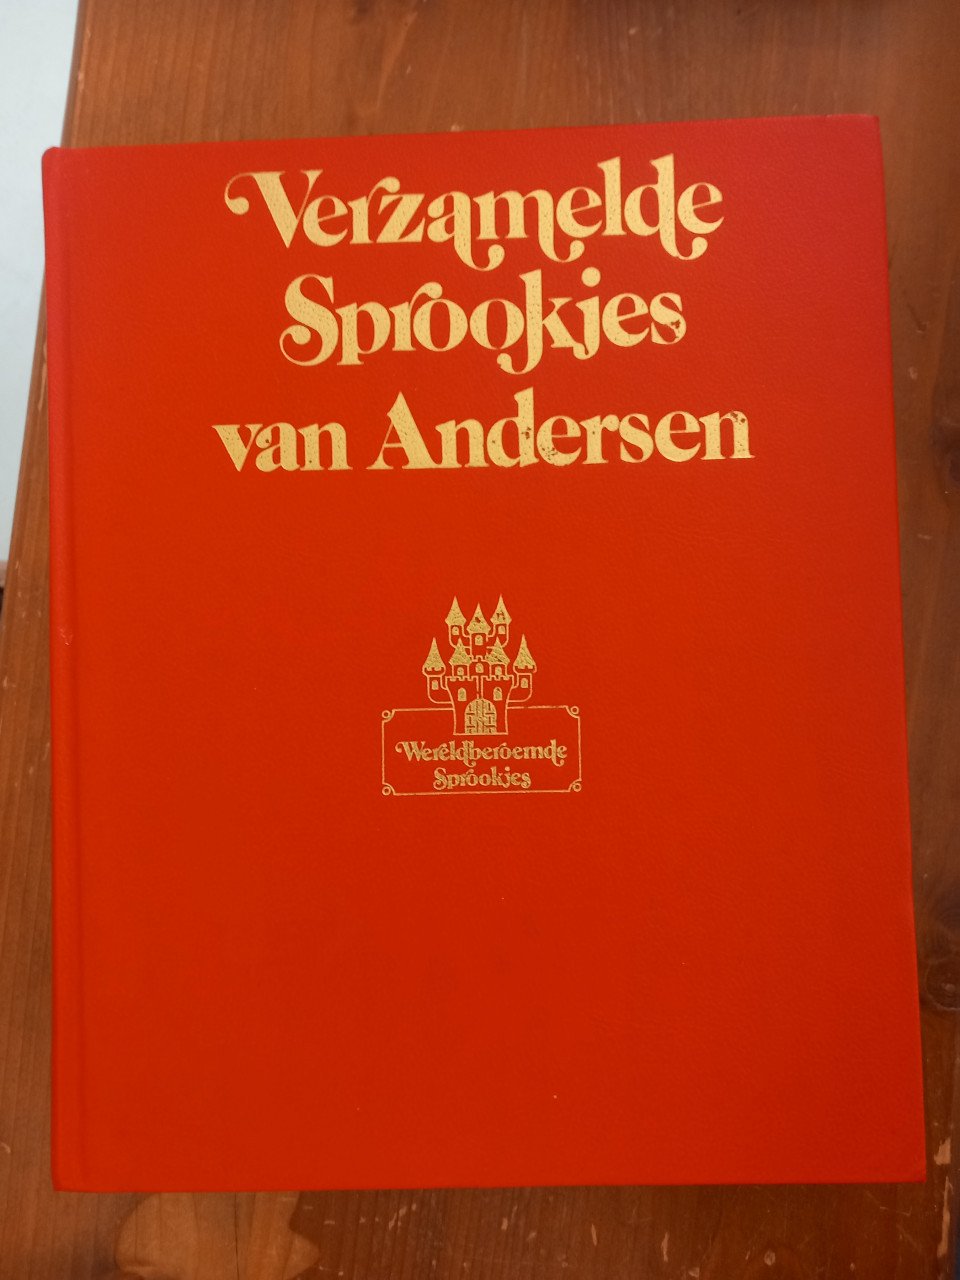 Verzamelde
Sprookjes
van Andersen
Wereldberoemde
Sprookjes